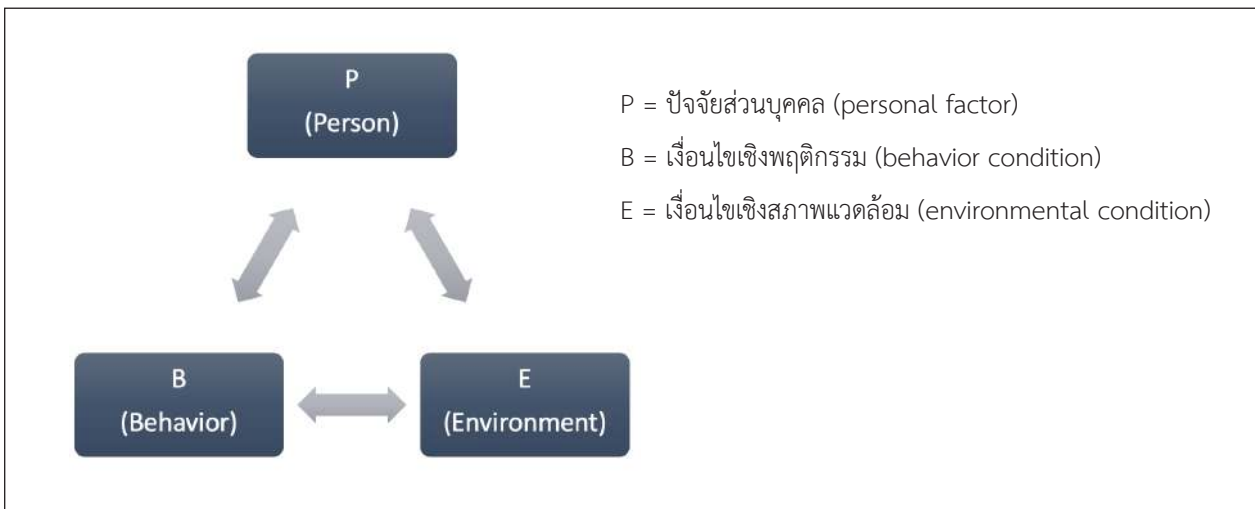 P
(Person)
P = ปัจจัยส่วนบุคคล (personal factor)
B = เงื่อนไขเชิงพฤติกรรม (behavior condition)
E = เงื่อนไขเชิงสภาพแวดล้อม (environmental condition)
B
(Behavior)
E
(Environment)